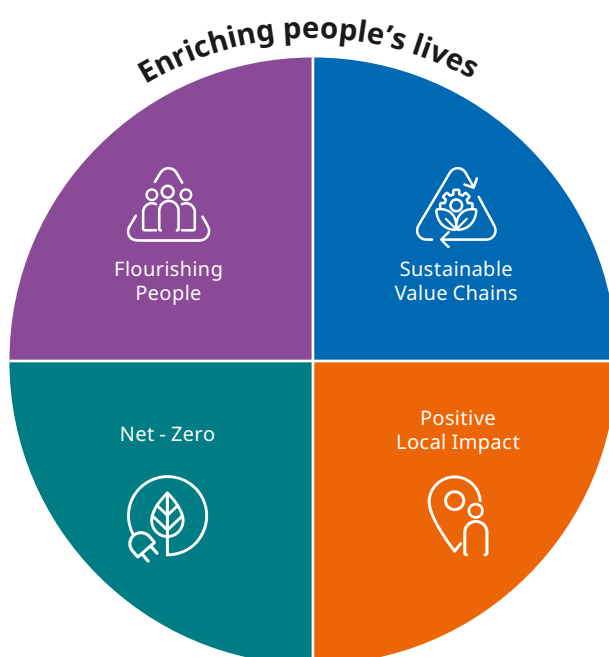 Enriching people’s lives
Flourishing
People
Sustainable
Value Chains
Net - Zero
Positive
Local Impact